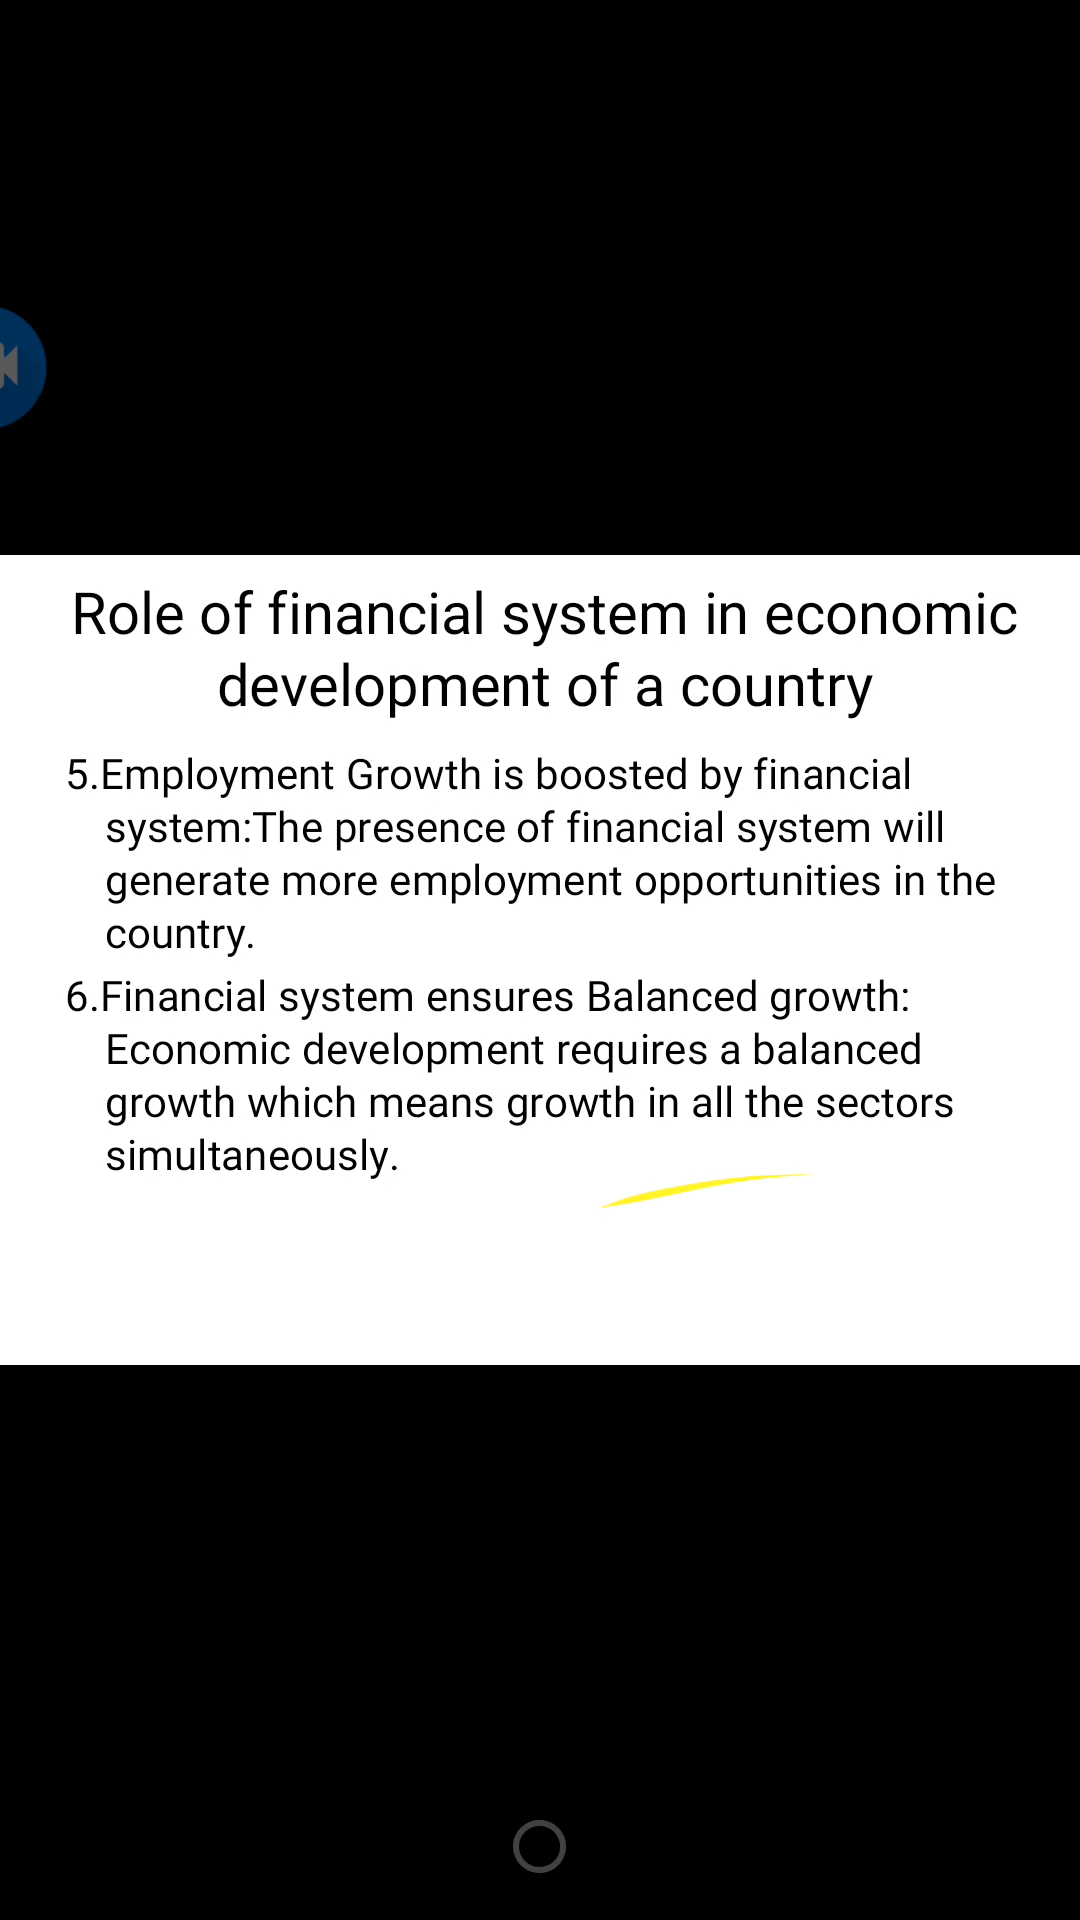 Role of financial system in economic
development of a country
5.Employment Growth is boosted by financial
system:The presence of financial system will
generate more employment opportunities in the
country.
6.Financial system ensures Balanced growth:
Economic development requires a balanced
growth which means growth in all the sectors
simultaneously.